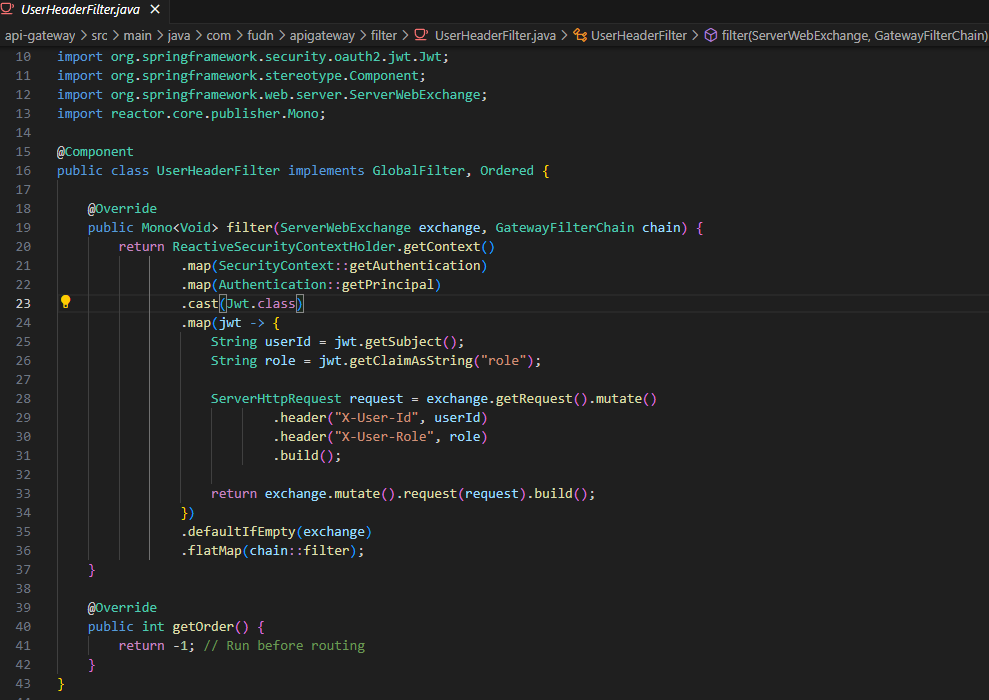 UserHeaderFilter.java ×
api-gateway > src > main > java > com > fudn > apigateway > filter > UserHeaderFilter.java > UserHeaderFilter > filter(ServerWebExchange, GatewayFilterChain)
10 import org.springframework.security.oauth2.jwt.Jwt;
11 import org.springframework.stereotype.Component;
12 import org.springframework.web.server.ServerWebExchange;
13 import reactor.core.publisher.Mono;
14
15 @Component
16 public class UserHeaderFilter implements GlobalFilter, Ordered {
17
18     @Override
19     public Mono<Void> filter(ServerWebExchange exchange, GatewayFilterChain chain) {
20         return ReactiveSecurityContextHolder.getContext()
21                 .map(SecurityContext::getAuthentication)
22                 .map(Authentication::getPrincipal)
23                 .cast(Jwt.class)
24                 .map(jwt -> {
25                     String userId = jwt.getSubject();
26                     String role = jwt.getClaimAsString("role");
27
28                     ServerHttpRequest request = exchange.getRequest().mutate()
29                             .header("X-User-Id", userId)
30                             .header("X-User-Role", role)
31                             .build();
32
33                     return exchange.mutate().request(request).build();
34                 })
35                 .defaultIfEmpty(exchange)
36                 .flatMap(chain::filter);
37     }
38
39     @Override
40     public int getOrder() {
41         return -1; // Run before routing
42     }
43 }